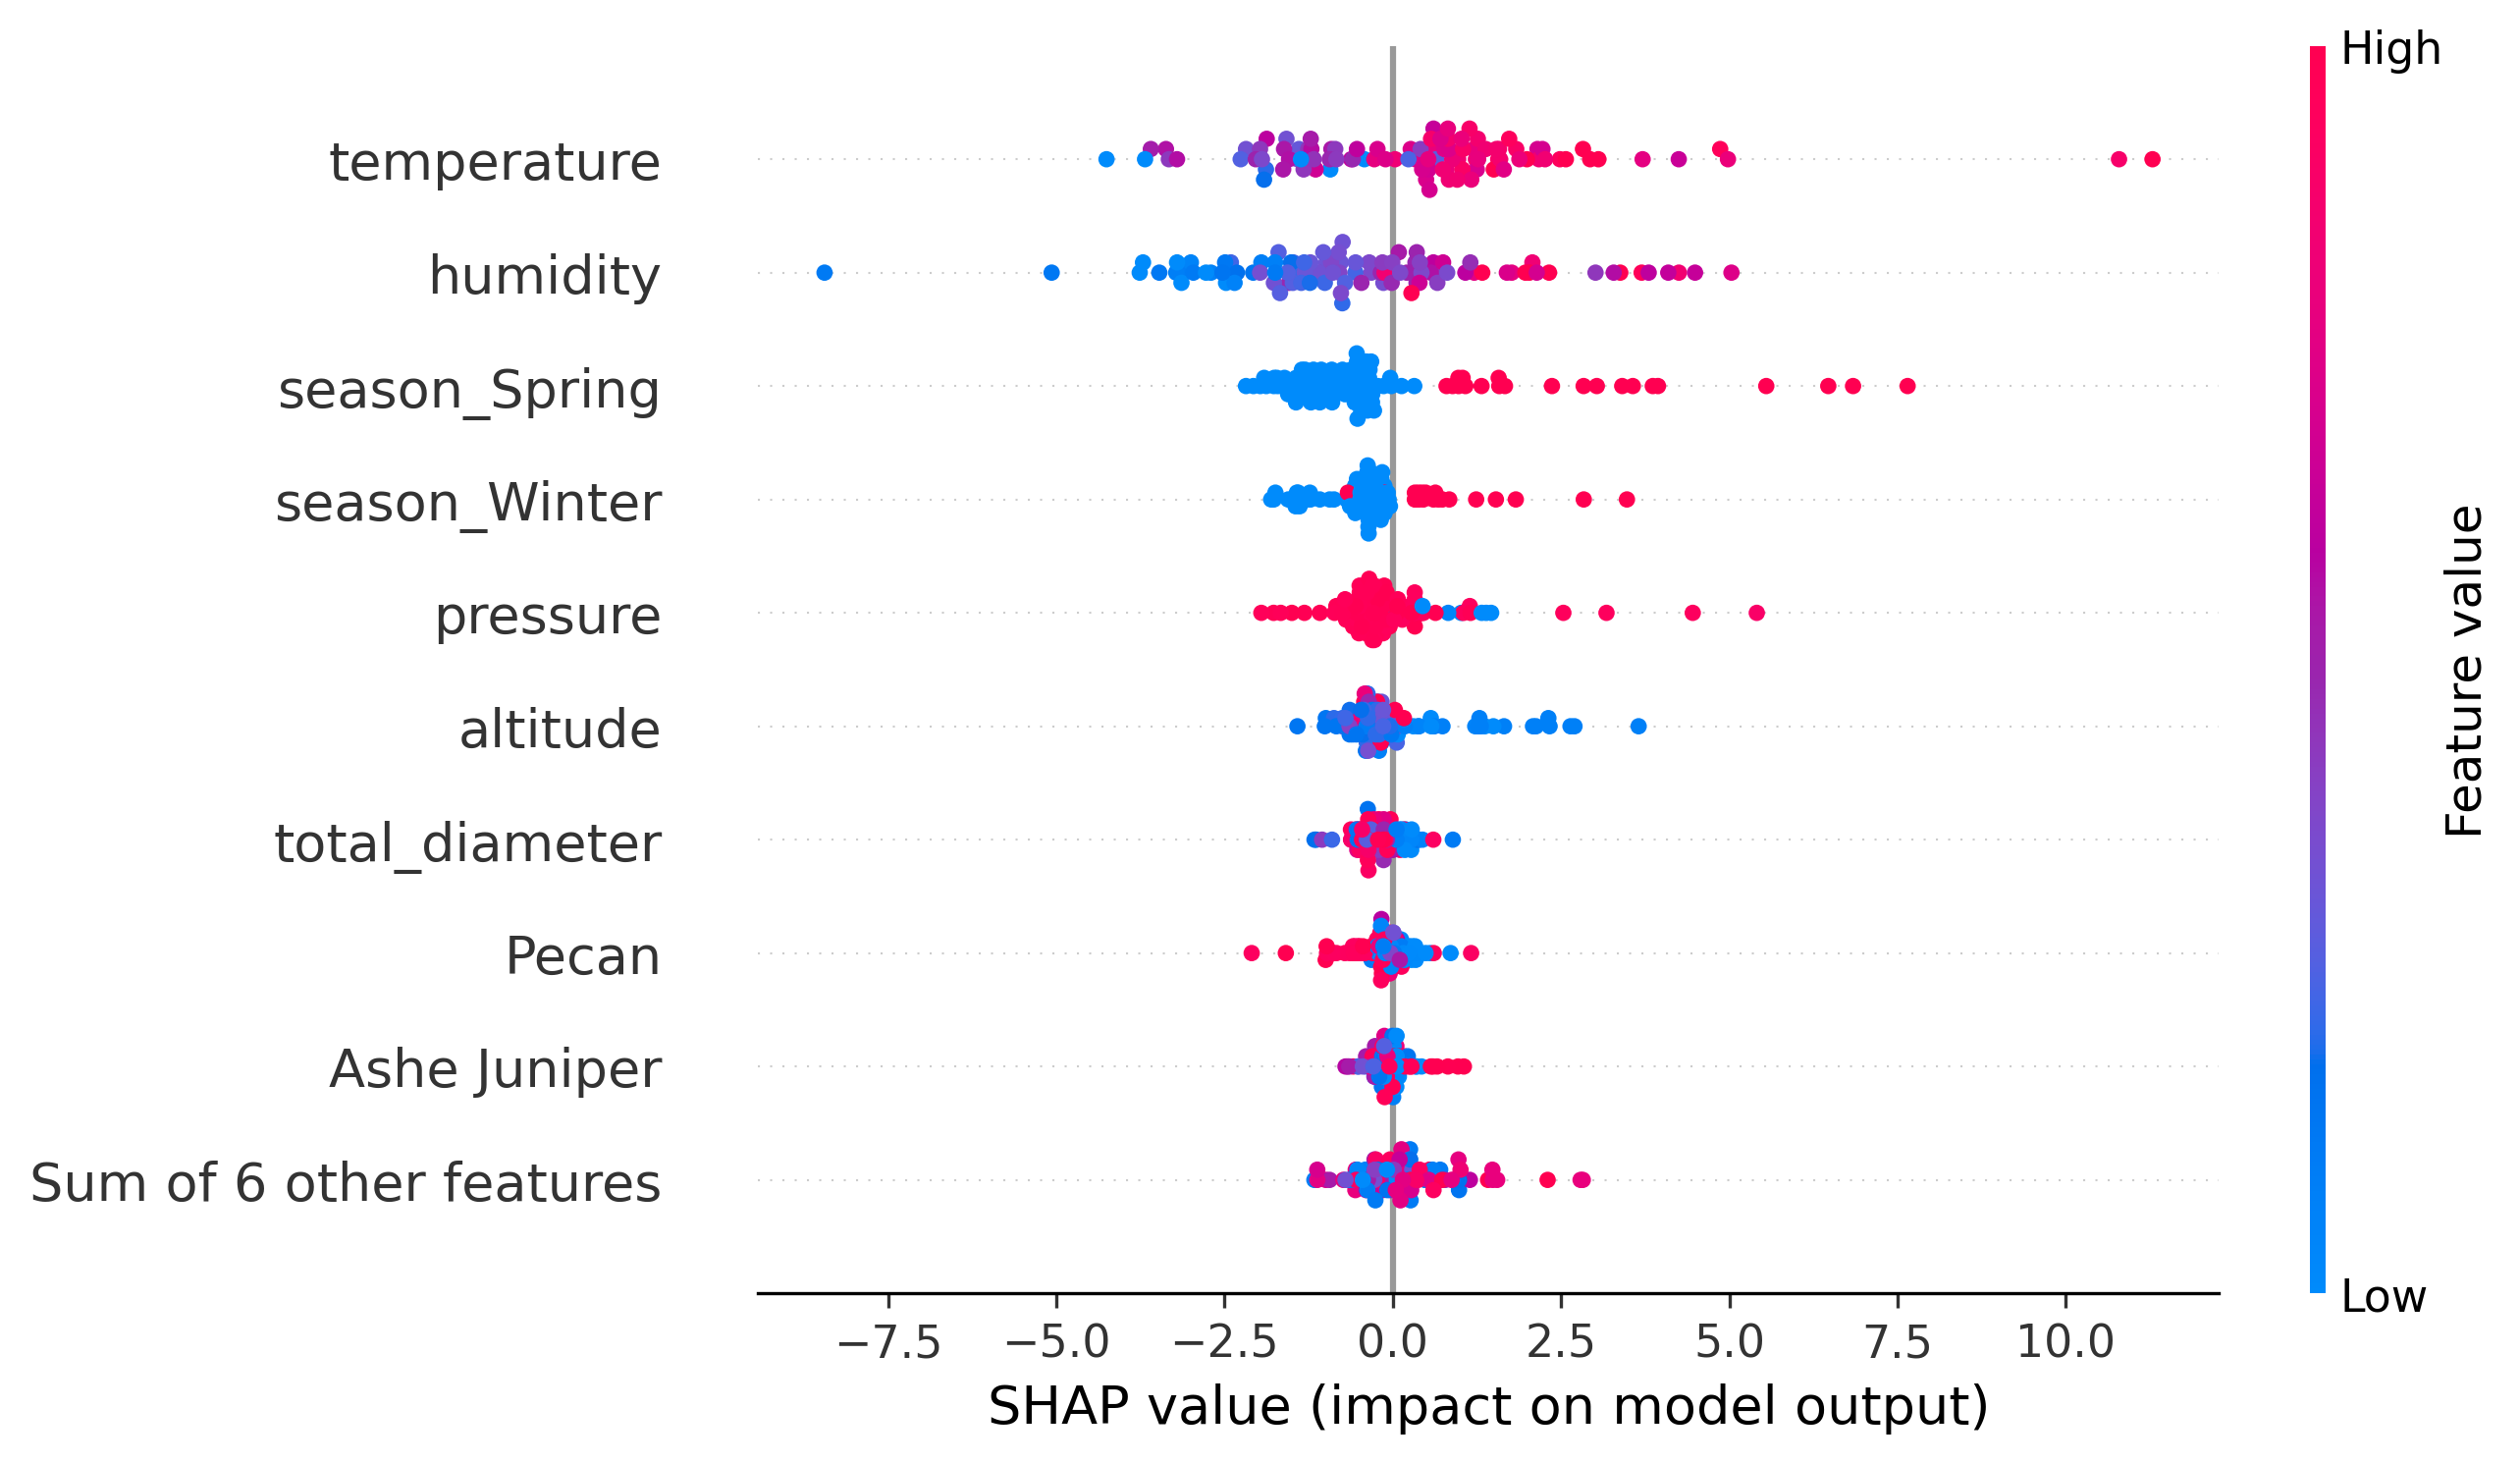 High
temperature
humidity
season_Spring
season_Winter
pressure
altitude
total_diameter
Pecan
Ashe Juniper
Sum of 6 other features
Feature value
Low
−7.5 −5.0 −2.5 0.0 2.5 5.0 7.5 10.0
SHAP value (impact on model output)